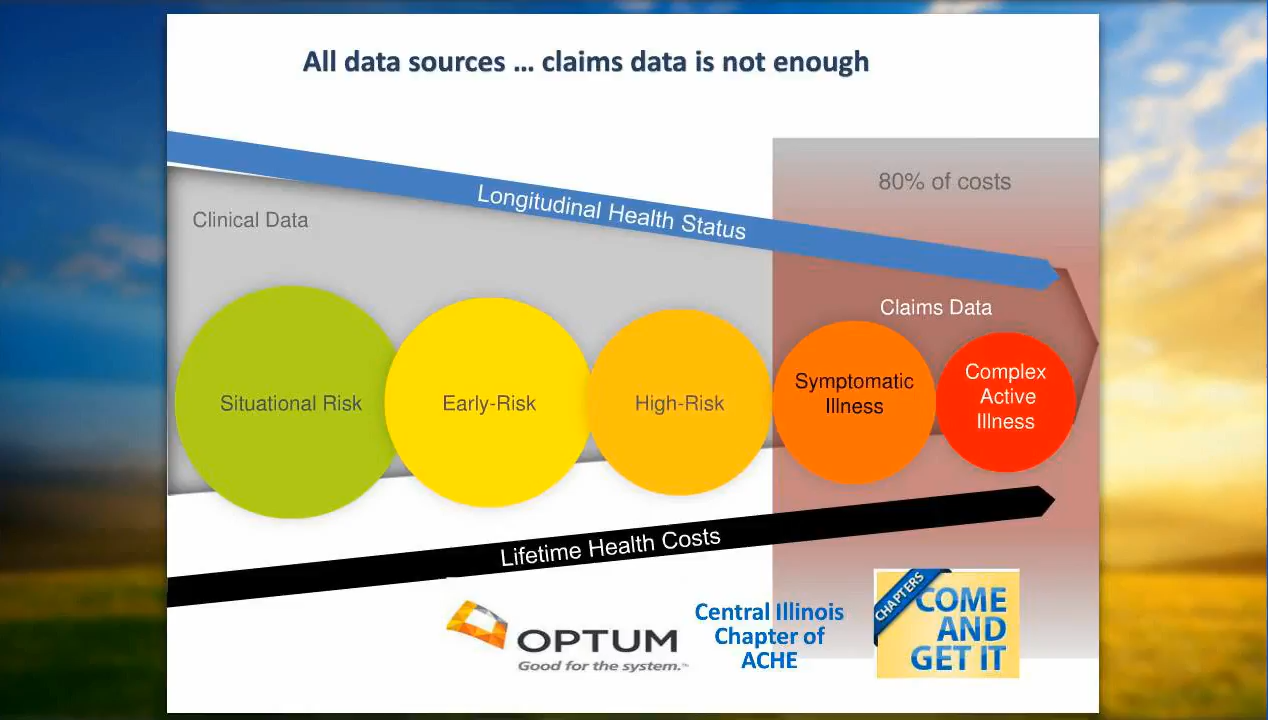 All data sources … claims data is not enough
80% of costs
Longitudinal Health Status
Clinical Data
Claims Data
Situational Risk
Early-Risk
High-Risk
Symptomatic
Illness
Complex
Active
Illness
Lifetime Health Costs
OPTUM
Good for the system.™
Central Illinois
Chapter of
ACHE
CHAPTERS
COME
AND
GET IT